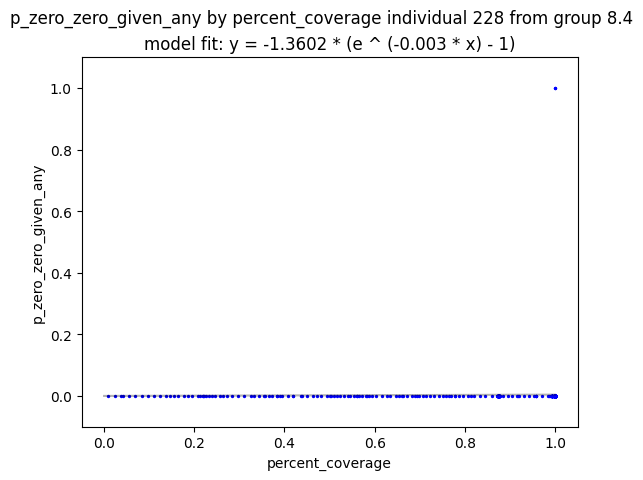 p_zero_zero_given_any by percent_coverage individual 228 from group 8.4
model fit: y = -1.3602 * (e ^ (-0.003 * x) - 1)
1.0
0.8
0.6
0.4
0.2
0.0
p_zero_zero_given_any
0.0 0.2 0.4 0.6 0.8 1.0
percent_coverage